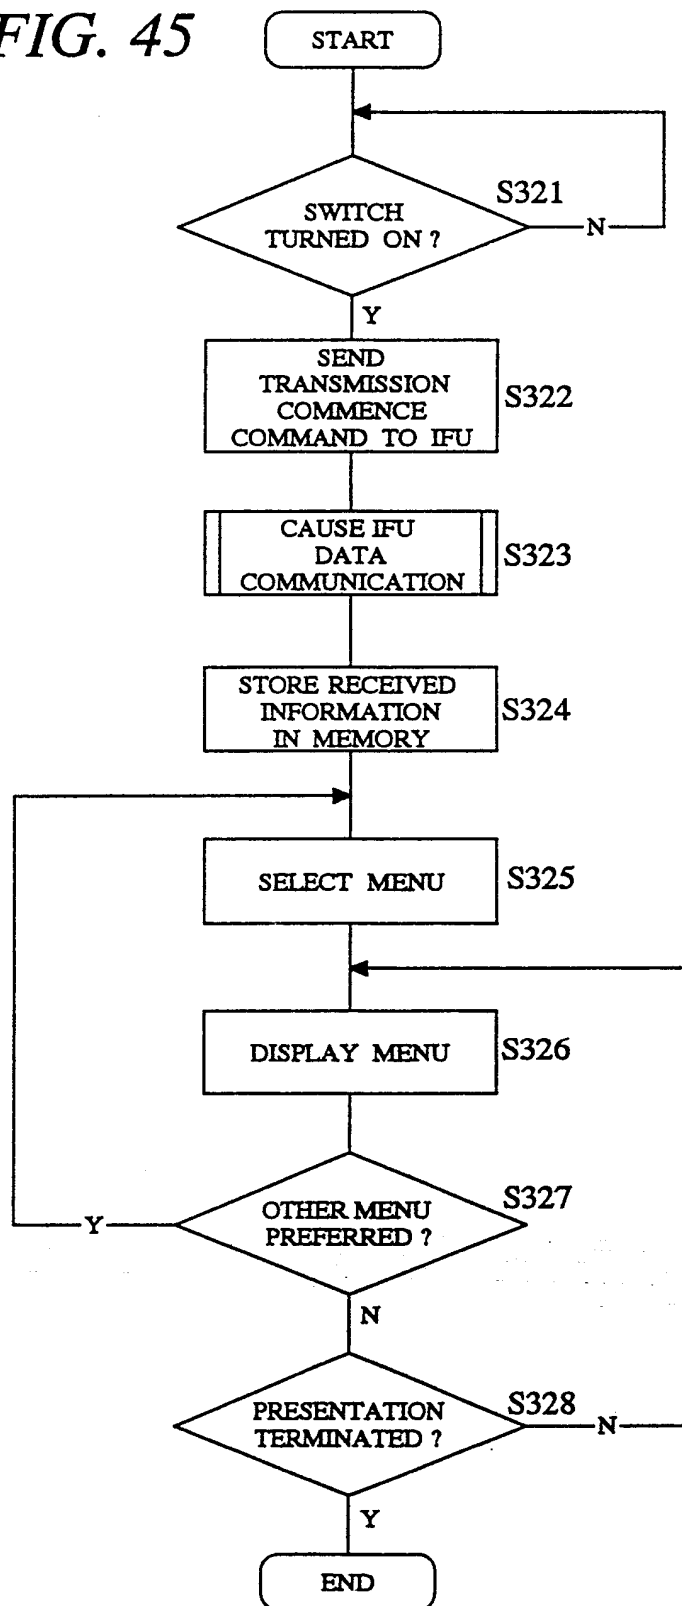 FIG. 45
START
S321
SWITCH
TURNED ON ?
N
Y
SEND
TRANSMISSION
COMMENCE
COMMAND TO IFU
S322
CAUSE IFU
DATA
COMMUNICATION
S323
STORE RECEIVED
INFORMATION
IN MEMORY
S324
SELECT MENU
S325
DISPLAY MENU
S326
OTHER MENU
PREFERRED ?
S327
Y
N
PRESENTATION
TERMINATED ?
S328
N
Y
END